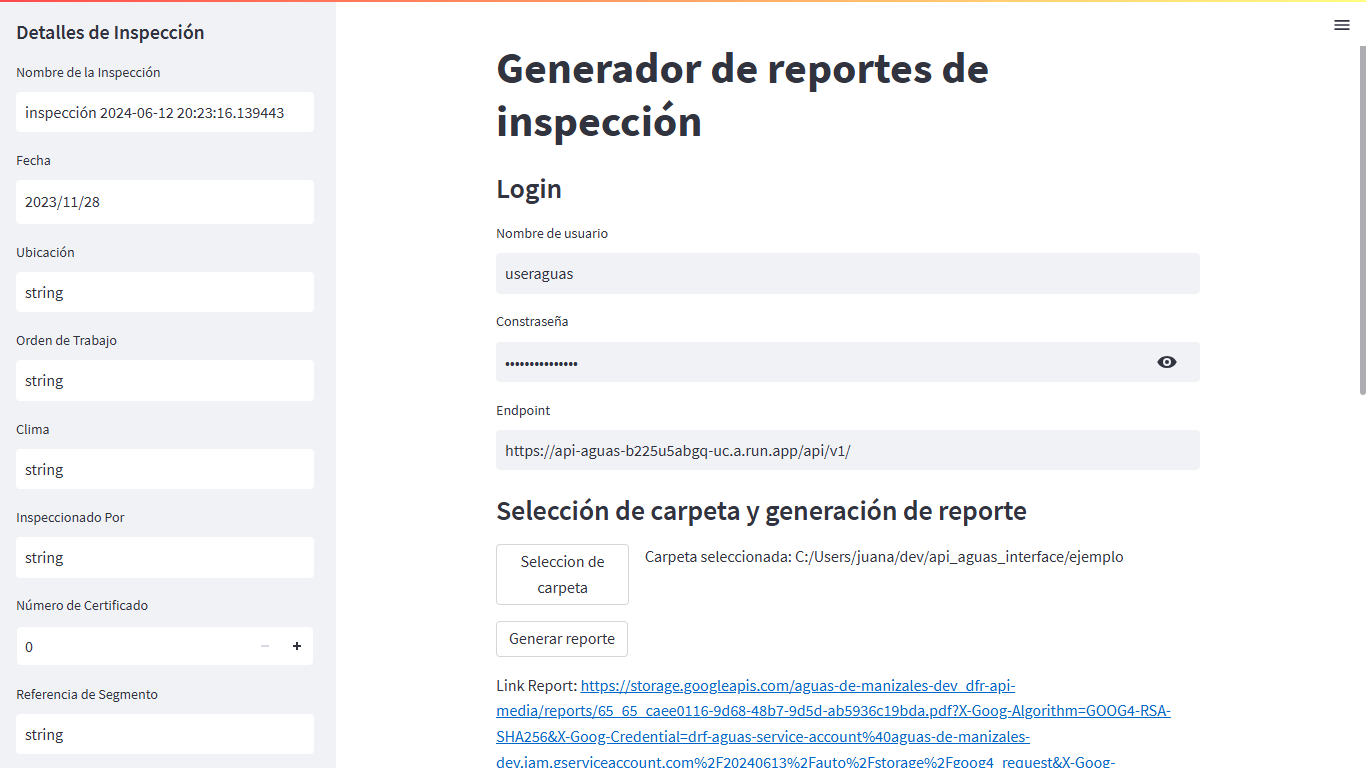 Detalles de Inspección
Nombre de la Inspección
inspección 2024-06-12 20:23:16.139443
Fecha
2023/11/28
Ubicación
string
Orden de Trabajo
string
Clima
string
Inspeccionado Por
string
Número de Certificado
0
Referencia de Segmento
string
Generador de reportes de
inspección
Login
Nombre de usuario
useraguas
Constraseña
•••••••••••••••
Endpoint
https://api-aguas-b225u5abgq-uc.a.run.app/api/v1/
Selección de carpeta y generación de reporte
Seleccion de
carpeta
Carpeta seleccionada: C:/Users/juana/dev/api_aguas_interface/ejemplo
Generar reporte
Link Report: https://storage.googleapis.com/aguas-de-manizales-dev_dfr-api-
media/reports/65_65_caee0116-9d68-48b7-9d5d-ab5936c19bda.pdf?X-Goog-Algorithm=GOOG4-RSA-
SHA256&X-Goog-Credential=drf-aguas-service-account%40aguas-de-manizales-
dev.iam.gserviceaccount.com%2F20240613%2Fauto%2Fstorage%2Fgoog4_request&X-Goog-